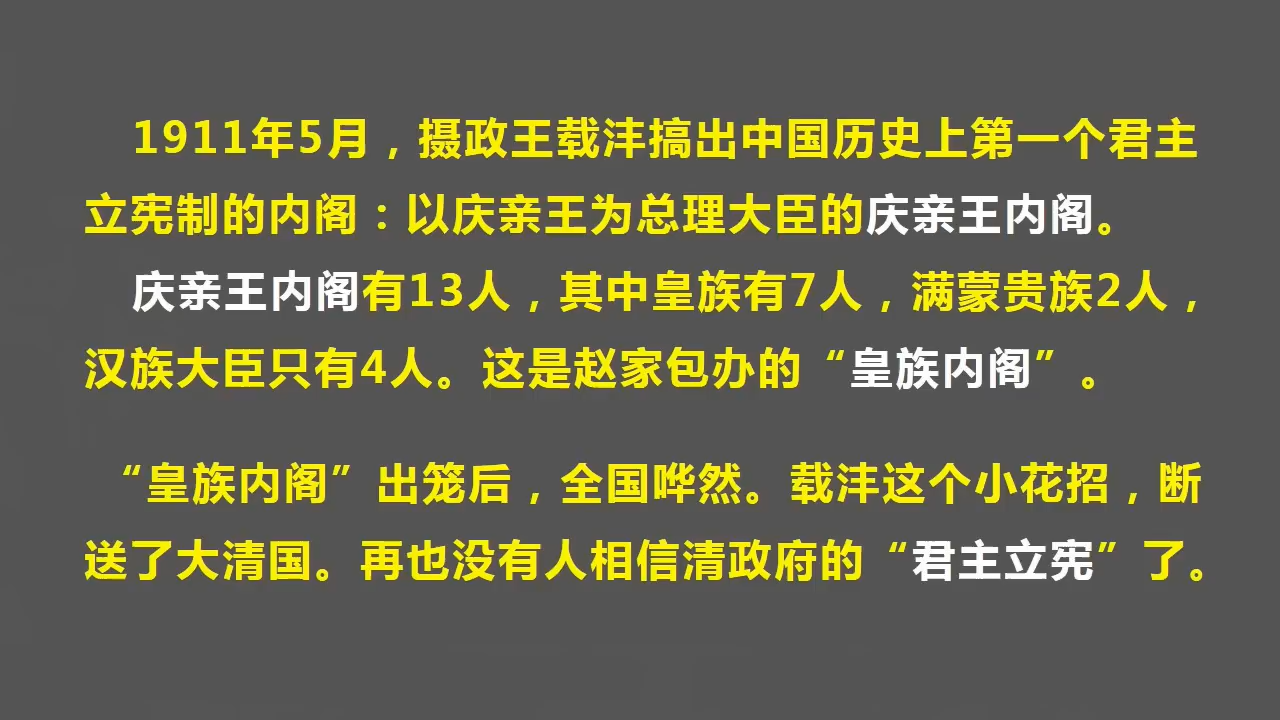 1911年5月，摄政王载沣搞出中国历史上第一个君主
立宪制的内阁：以庆亲王为总理大臣的庆亲王内阁。
庆亲王内阁有13人，其中皇族有7人，满蒙贵族2人，
汉族大臣只有4人。这是赵家包办的“皇族内阁”。
“皇族内阁”出笼后，全国哗然。载沣这个小花招，断
送了大清国。再也没有人相信清政府的“君主立宪”了。